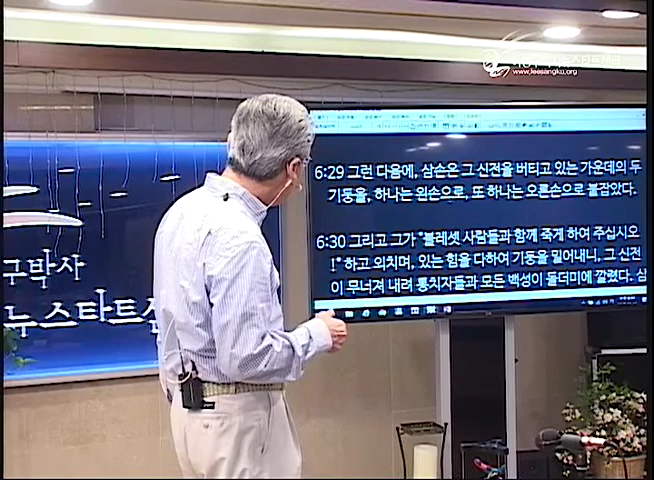 www.leesangku.org
6:29 그런 다음에, 삼손은 그 신전을 버티고 있는 가운데의 두
기둥을, 하나는 왼손으로, 또 하나는 오른손으로 붙잡았다.
6:30 그리고 그가 "블레셋 사람들과 함께 죽게 하여 주십시오
!" 하고 외치며, 있는 힘을 다하여 기둥을 밀어내니, 그 신전
이 무너져 내려 통치자들과 모든 백성이 돌더미에 깔렸다. 삼
구박사
뉴스타트